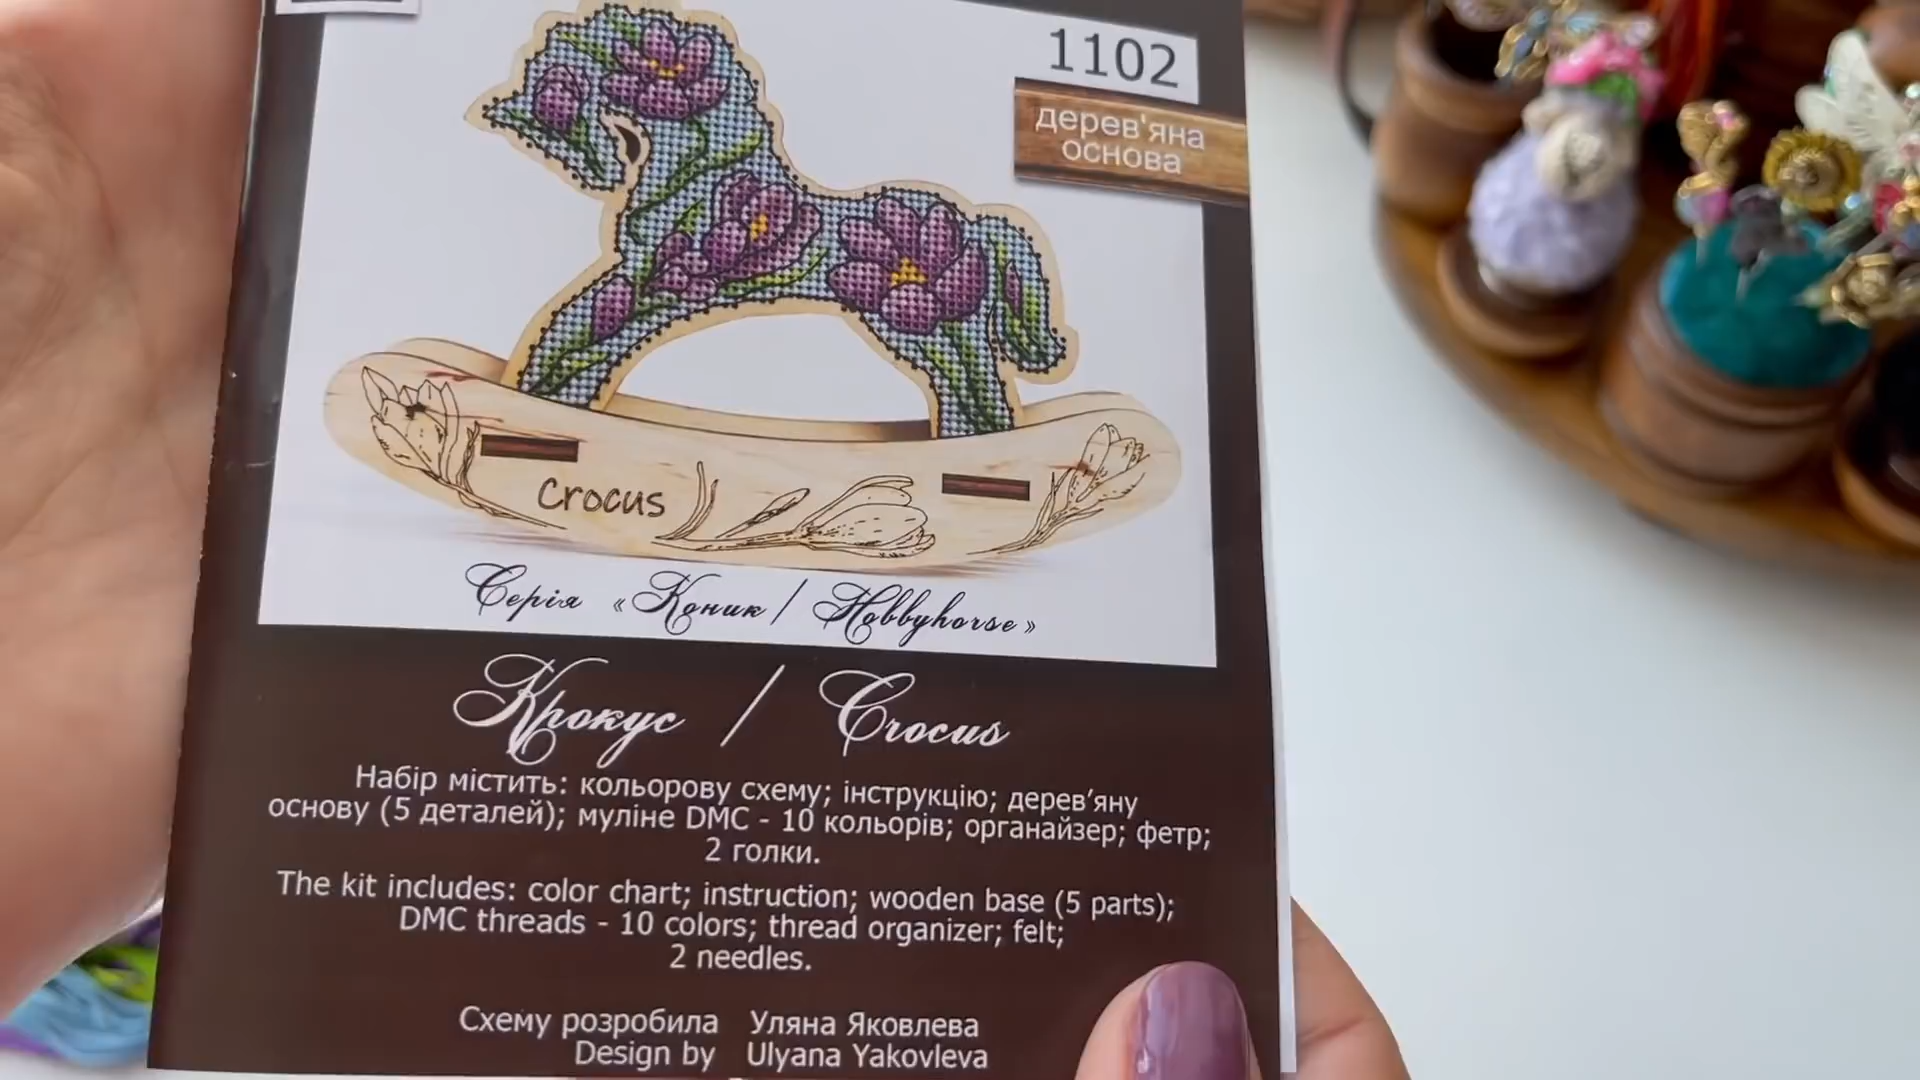 1102
дерев'яна
основа
Crocus
Серія «Коник / Hobbyhorse»
Крокус / Crocus
Набір містить: кольорову схему; інструкцію; дерев'яну
основу (5 деталей); муліне DMC - 10 кольорів; органайзер; фетр;
2 голки.
The kit includes: color chart; instruction; wooden base (5 parts);
DMC threads - 10 colors; thread organizer; felt;
2 needles.
Схему розробила Уляна Яковлева
Design by Ulyana Yakovleva